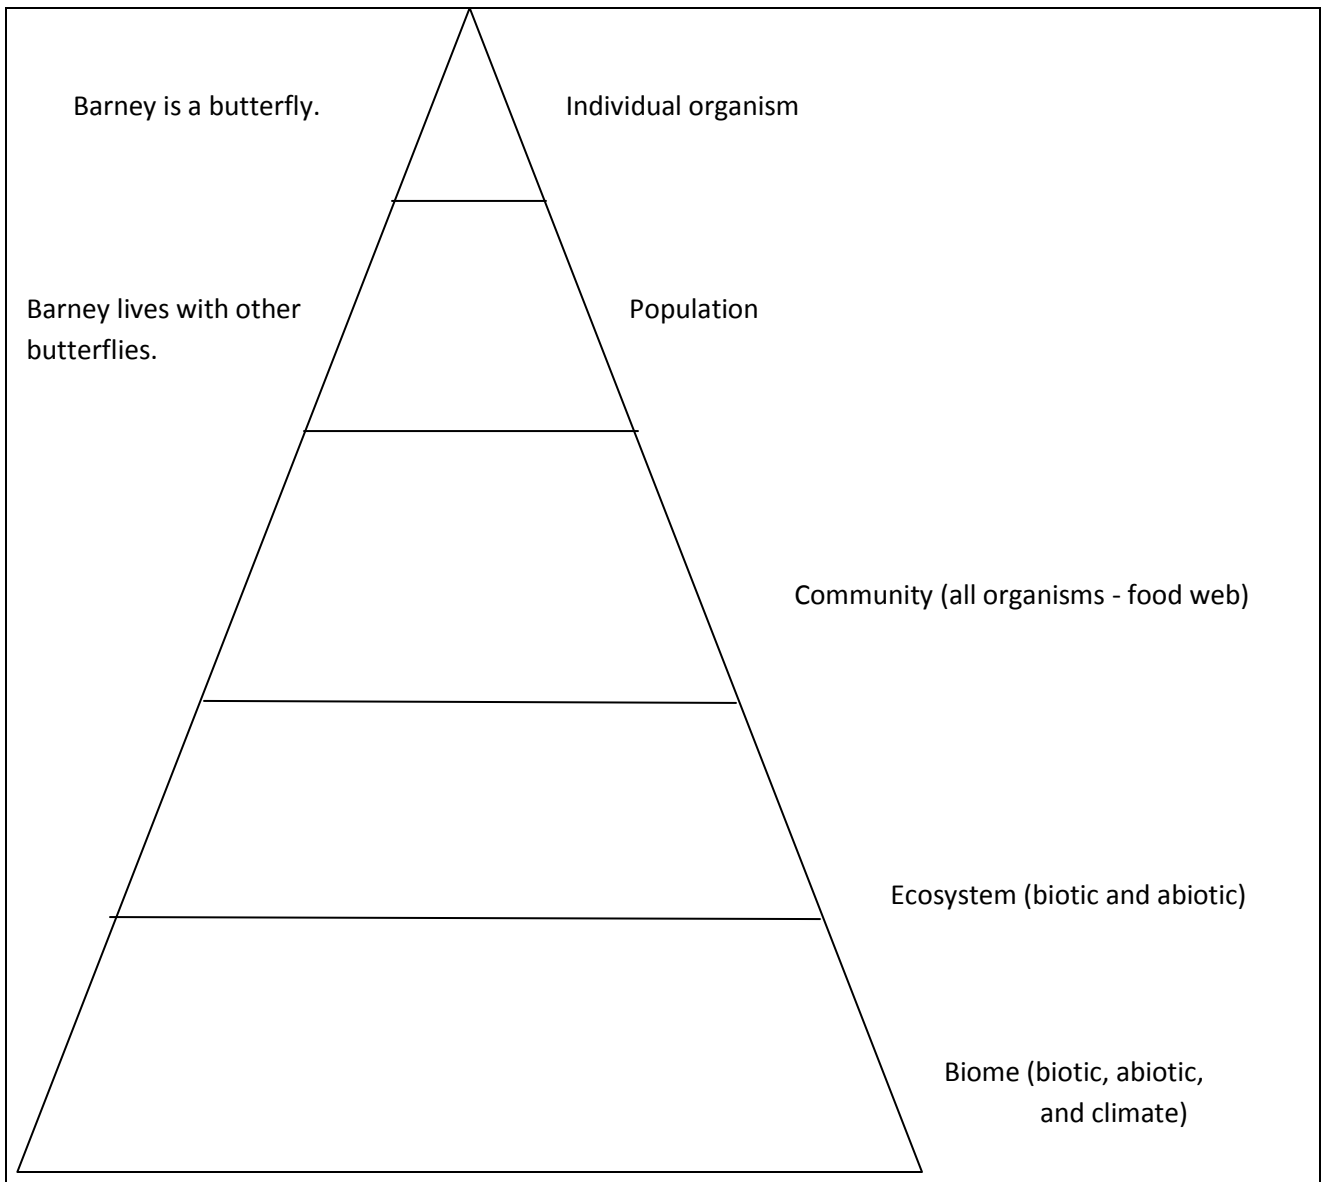 Barney is a butterfly.
Individual organism
Barney lives with other
butterflies.
Population
Community (all organisms - food web)
Ecosystem (biotic and abiotic)
Biome (biotic, abiotic,
and climate)